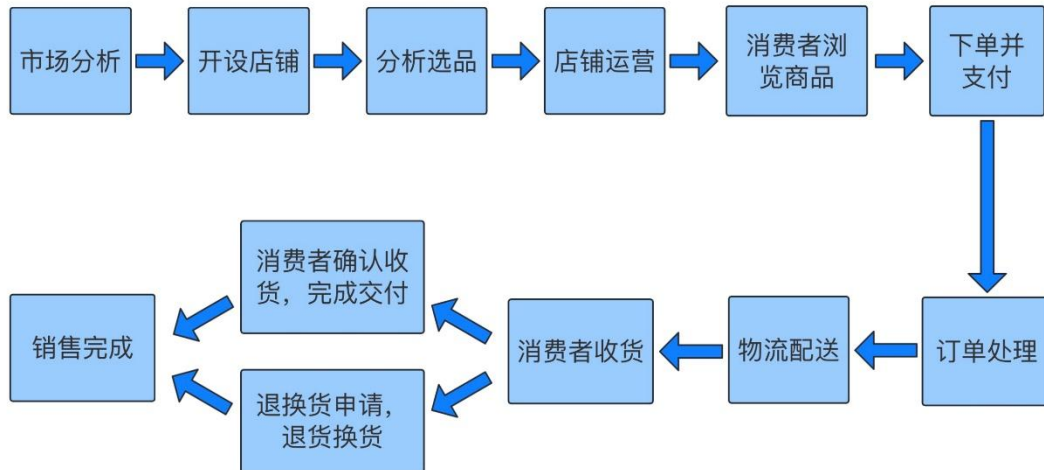 市场分析
开设店铺
分析选品
店铺运营
消费者浏
览商品
下单并
支付
订单处理
物流配送
消费者收货
消费者确认收
货，完成交付
退换货申请，
退货换货
销售完成